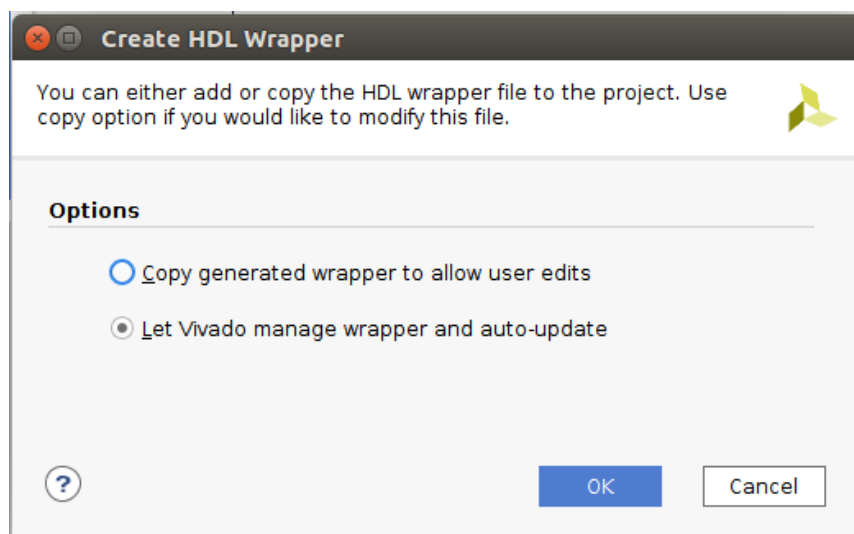 Create HDL Wrapper
You can either add or copy the HDL wrapper file to the project. Use
copy option if you would like to modify this file.
Options
Copy generated wrapper to allow user edits
Let Vivado manage wrapper and auto-update
?
OK
Cancel